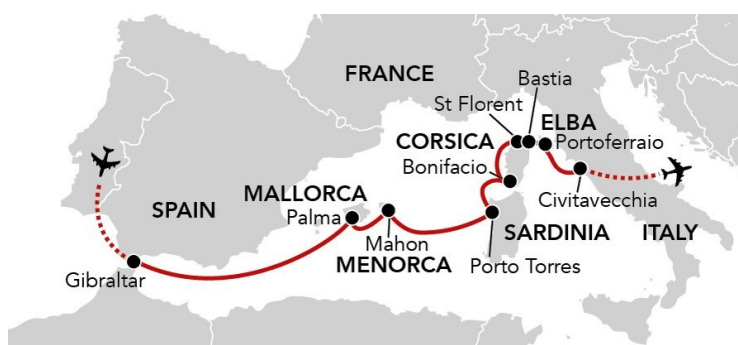 FRANCE
Bastia
St Florent
ELBA
CORSICA
Portoferraio
Bonifacio
MALLORCA
Civitavecchia
SPAIN
Palma
SARDINIA
ITALY
Mahon
MENORCA
Porto Torres
Gibraltar